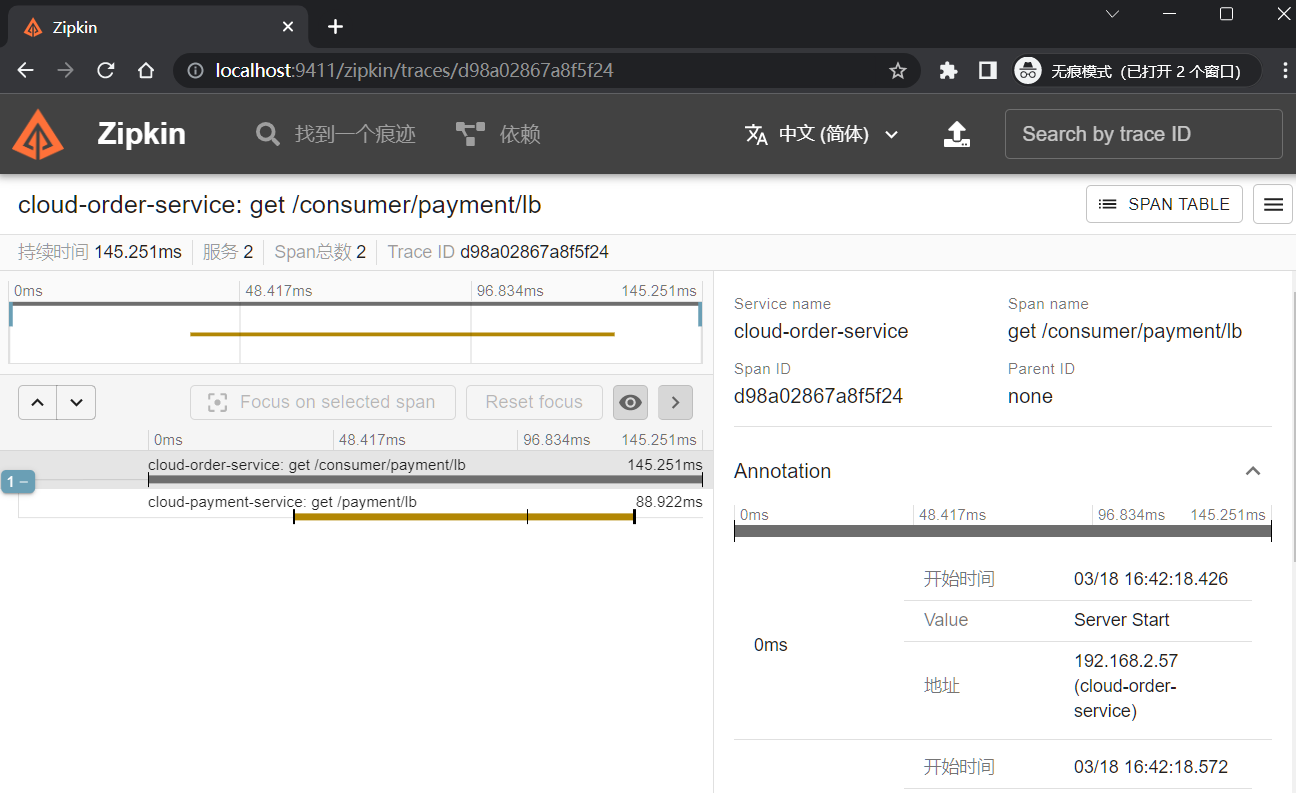 Zipkin
localhost:9411/zipkin/traces/d98a02867a8f5f24
无痕模式（已打开 2 个窗口）
Zipkin
找到一个痕迹
依赖
中文 (简体)
Search by trace ID
cloud-order-service: get /consumer/payment/lb
SPAN TABLE
持续时间 145.251ms 服务 2 Span总数 2 Trace ID d98a02867a8f5f24
0ms 48.417ms 96.834ms 145.251ms
Focus on selected span
Reset focus
0ms 48.417ms 96.834ms 145.251ms
cloud-order-service: get /consumer/payment/lb 145.251ms
1 −
cloud-payment-service: get /payment/lb 88.922ms
Service name Span name
cloud-order-service get /consumer/payment/lb
Span ID Parent ID
d98a02867a8f5f24 none
Annotation
0ms 48.417ms 96.834ms 145.251ms
开始时间 03/18 16:42:18.426
Value Server Start
0ms
地址
192.168.2.57
(cloud-order-
service)
开始时间 03/18 16:42:18.572